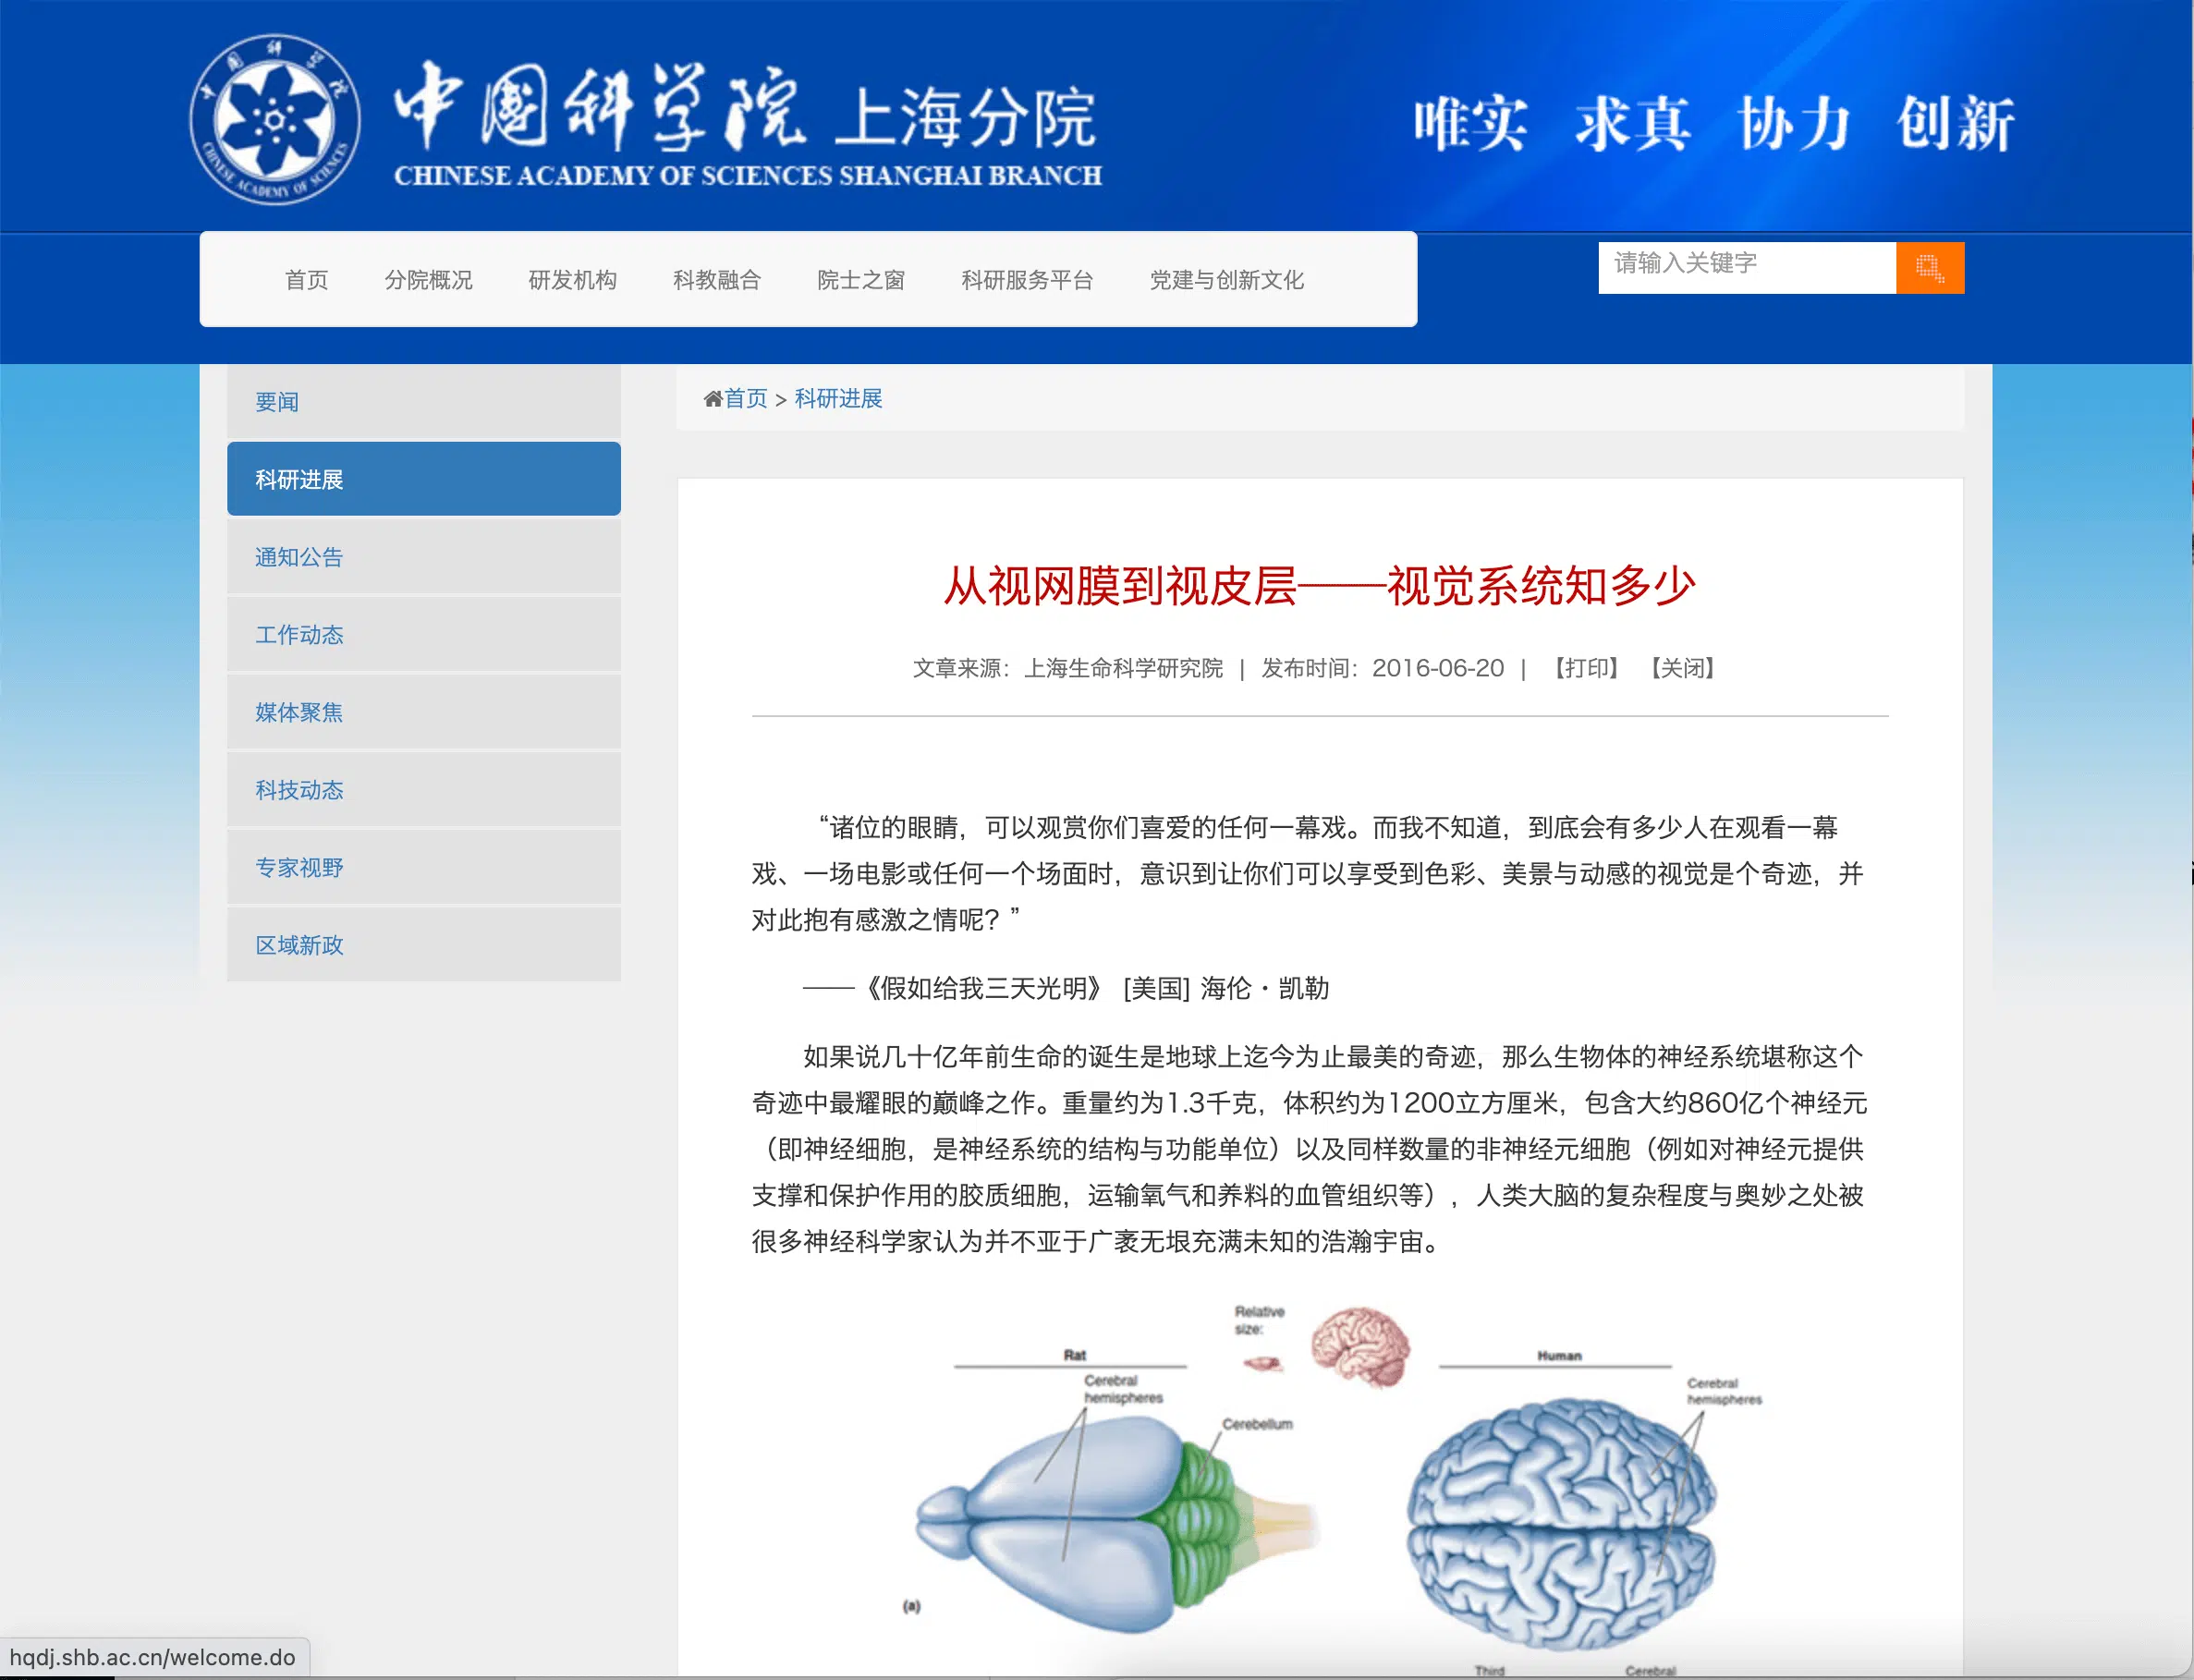 中国科学院
CHINESE ACADEMY OF SCIENCES
中国科学院 上海分院
CHINESE ACADEMY OF SCIENCES SHANGHAI BRANCH
唯实 求真 协力 创新
首页 分院概况 研发机构 科教融合 院士之窗 科研服务平台 党建与创新文化
请输入关键字
要闻
科研进展
通知公告
工作动态
媒体聚焦
科技动态
专家视野
区域新政
首页 > 科研进展
从视网膜到视皮层——视觉系统知多少
文章来源：上海生命科学研究院 | 发布时间：2016-06-20 | 【打印】 【关闭】
“诸位的眼睛，可以观赏你们喜爱的任何一幕戏。而我不知道，到底会有多少人在观看一幕
戏、一场电影或任何一个场面时，意识到让你们可以享受到色彩、美景与动感的视觉是个奇迹，并
对此抱有感激之情呢？”
——《假如给我三天光明》 [美国] 海伦·凯勒
如果说几十亿年前生命的诞生是地球上迄今为止最美的奇迹，那么生物体的神经系统堪称这个
奇迹中最耀眼的巅峰之作。重量约为1.3千克，体积约为1200立方厘米，包含大约860亿个神经元
（即神经细胞，是神经系统的结构与功能单位）以及同样数量的非神经元细胞（例如对神经元提供
支撑和保护作用的胶质细胞，运输氧气和养料的血管组织等），人类大脑的复杂程度与奥妙之处被
很多神经科学家认为并不亚于广袤无垠充满未知的浩瀚宇宙。
Relative
size:
Rat
Human
Cerebral
hemispheres
Cerebellum
Cerebral
hemispheres
(a)
Third
Cerebral
hqdj.shb.ac.cn/welcome.do